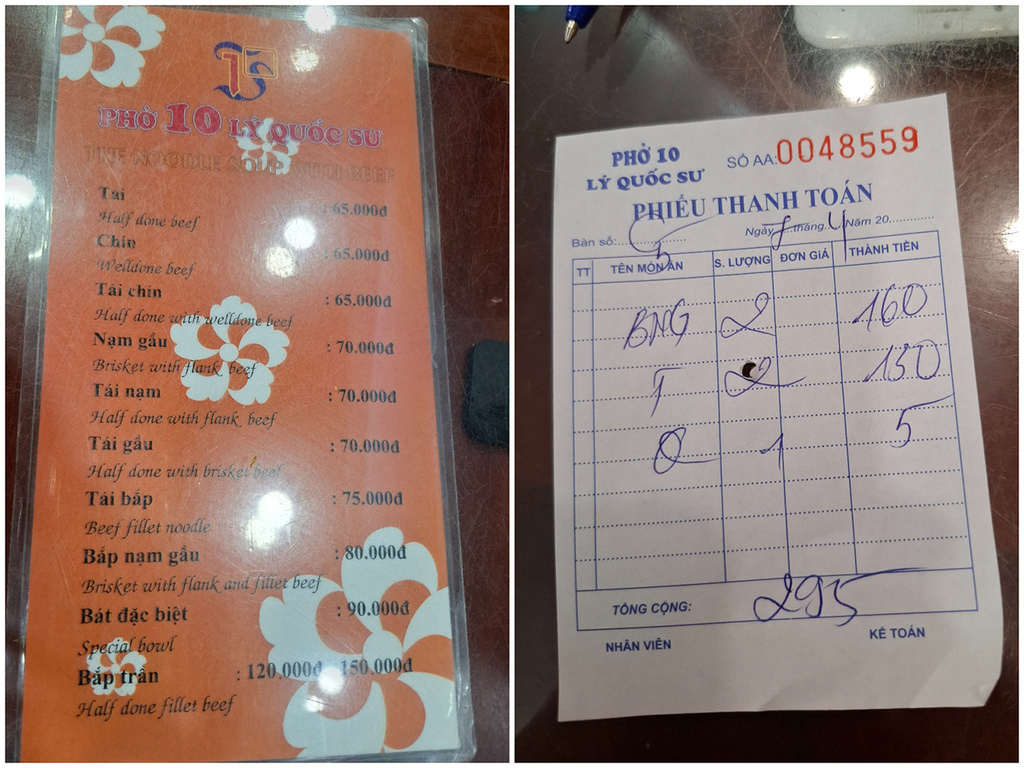 PHỞ 10 LÝ QUỐC SƯ
THE NOODLE SOUP WITH BEEF
Tái : 65.000đ
Half done beef
Chín : 65.000đ
Welldone beef
Tái chín : 65.000đ
Half done with welldone beef
Nạm gầu : 70.000đ
Brisket with flank beef
Tái nạm : 70.000đ
Half done with flank beef
Tái gầu : 70.000đ
Half done with brisket beef
Tái bắp : 75.000đ
Beef fillet noodle
Bắp nạm gầu : 80.000đ
Brisket with flank and fillet beef
Bát đặc biệt : 90.000đ
Special bowl
Bắp trần : 120,000đ 150.000đ
Half done fillet beef
PHỞ 10
LÝ QUỐC SƯ
SỐ AA: 0048559
PHIẾU THANH TOÁN
Bàn số: 5 Ngày 7 tháng 4 Năm 20
TT TÊN MÓN ĂN S. LƯỢNG ĐƠN GIÁ THÀNH TIỀN
BNG 2 160
T 2 130
Q 1 5
TỔNG CỘNG: 295
NHÂN VIÊN KẾ TOÁN